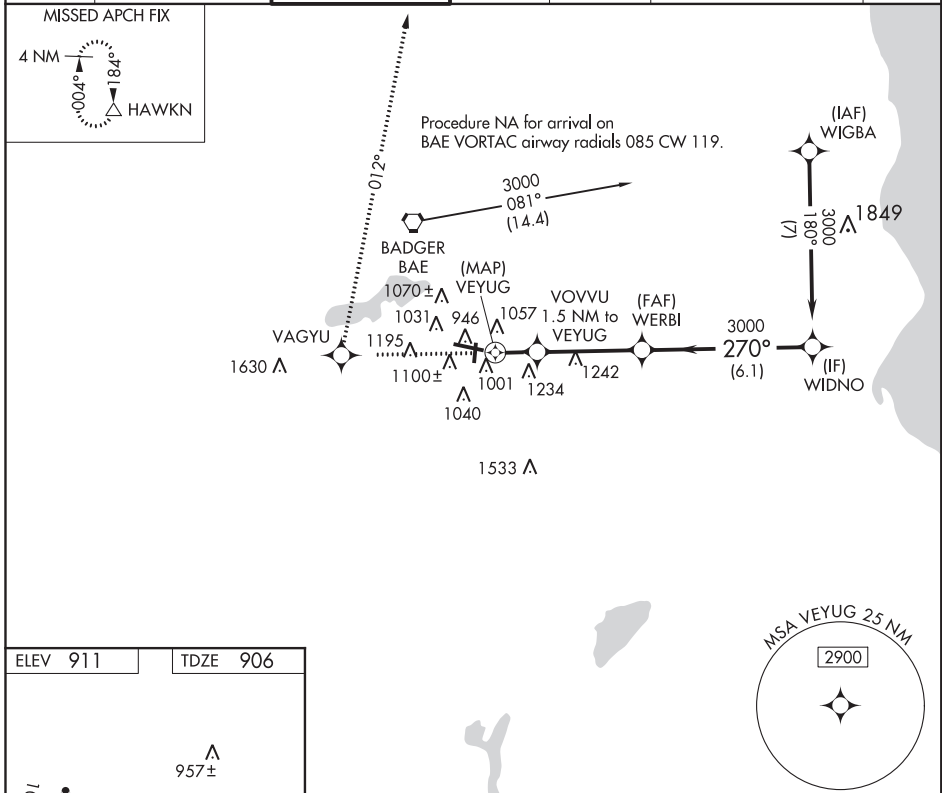 MISSED APCH FIX
4 NM
004°
184°
HAWKN
012°
Procedure NA for arrival on
BAE VORTAC airway radials 085 CW 119.
3000
081°
(14.4)
BADGER
BAE
(IAF)
WIGBA
3000
180°
(7)
1849
(MAP)
VEYUG
1070±
1031
946
1057
VOVVU
1.5 NM to
VEYUG
(FAF)
WERBI
3000
270°
(6.1)
(IF)
WIDNO
VAGYU
1630
1195
1100±
1001
1234
1242
1040
1533
MSA VEYUG 25 NM
2900
ELEV 911
TDZE 906
957±